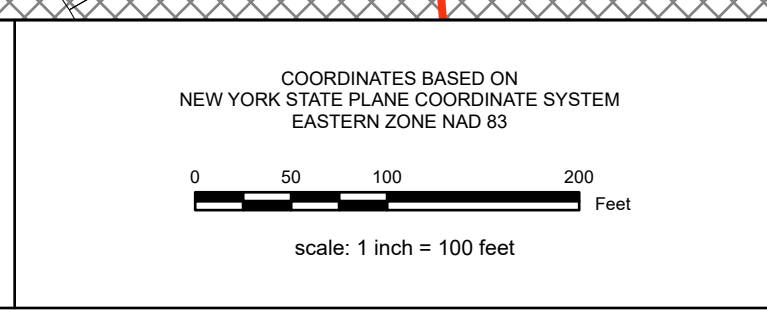 COORDINATES BASED ON
NEW YORK STATE PLANE COORDINATE SYSTEM
EASTERN ZONE NAD 83
0 50 100 200
Feet
scale: 1 inch = 100 feet